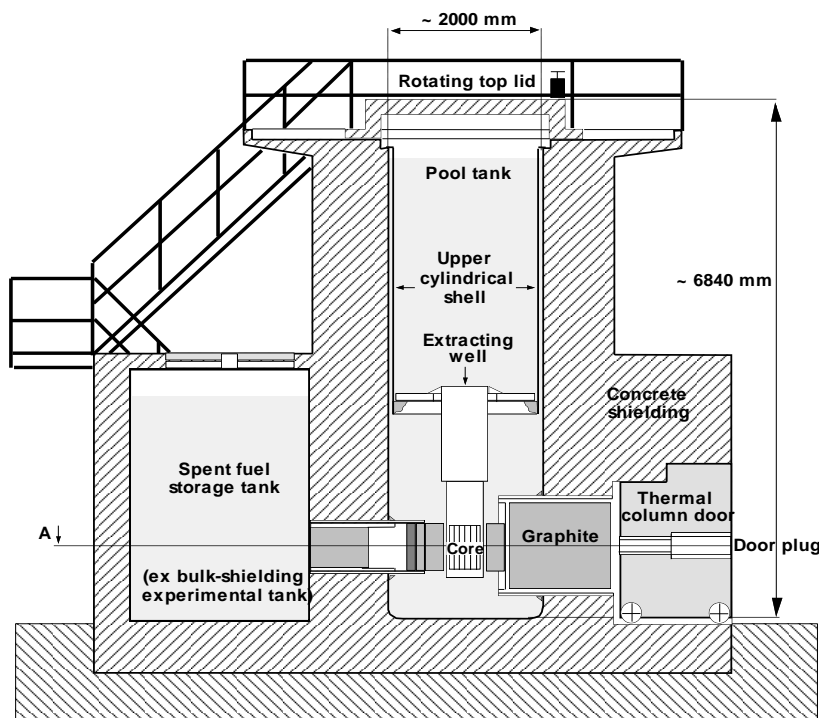 ~ 2000 mm
Rotating top lid
Pool tank
Upper
cylindrical
shell
~ 6840 mm
Extracting
well
Concrete
shielding
Spent fuel
storage tank
Thermal
column door
A
Core
Graphite
Door plug
(ex bulk-shielding
experimental tank)